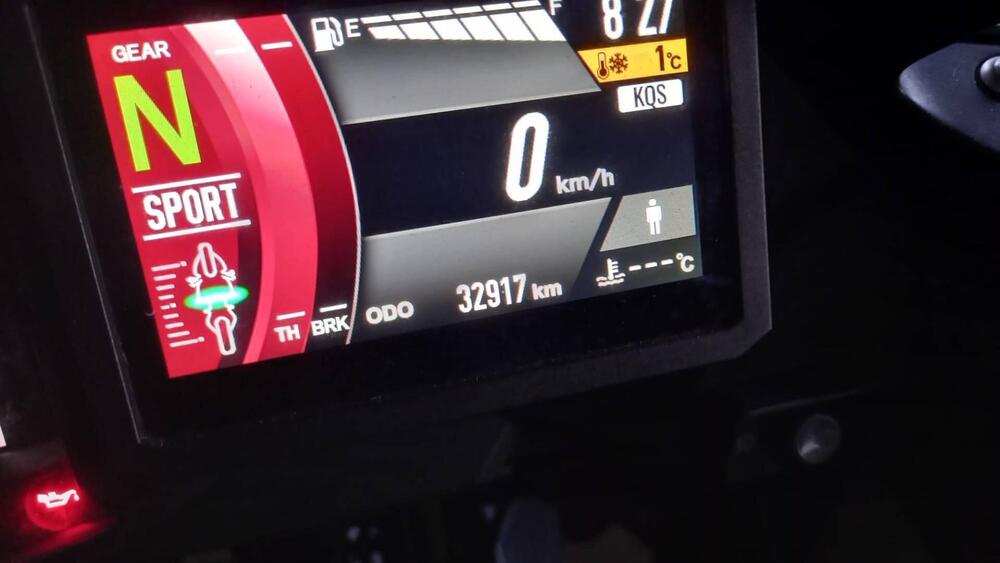 GEAR
E F
8 27
N
1°C
KQS
0 km/h
SPORT
---°C
ODO 32917 km
TH BRK